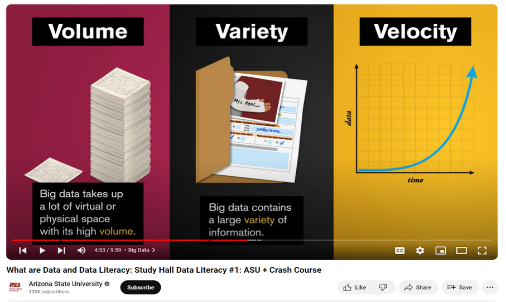 Volume
Variety
Velocity
data
time
Big data takes up
a lot of virtual or
physical space
with its high volume.
Big data contains
a large variety of
information.
4:53 / 9:59 • Big Data >
What are Data and Data Literacy: Study Hall Data Literacy #1: ASU + Crash Course
Arizona State University
130K subscribers
Subscribe
Like
Share
Save